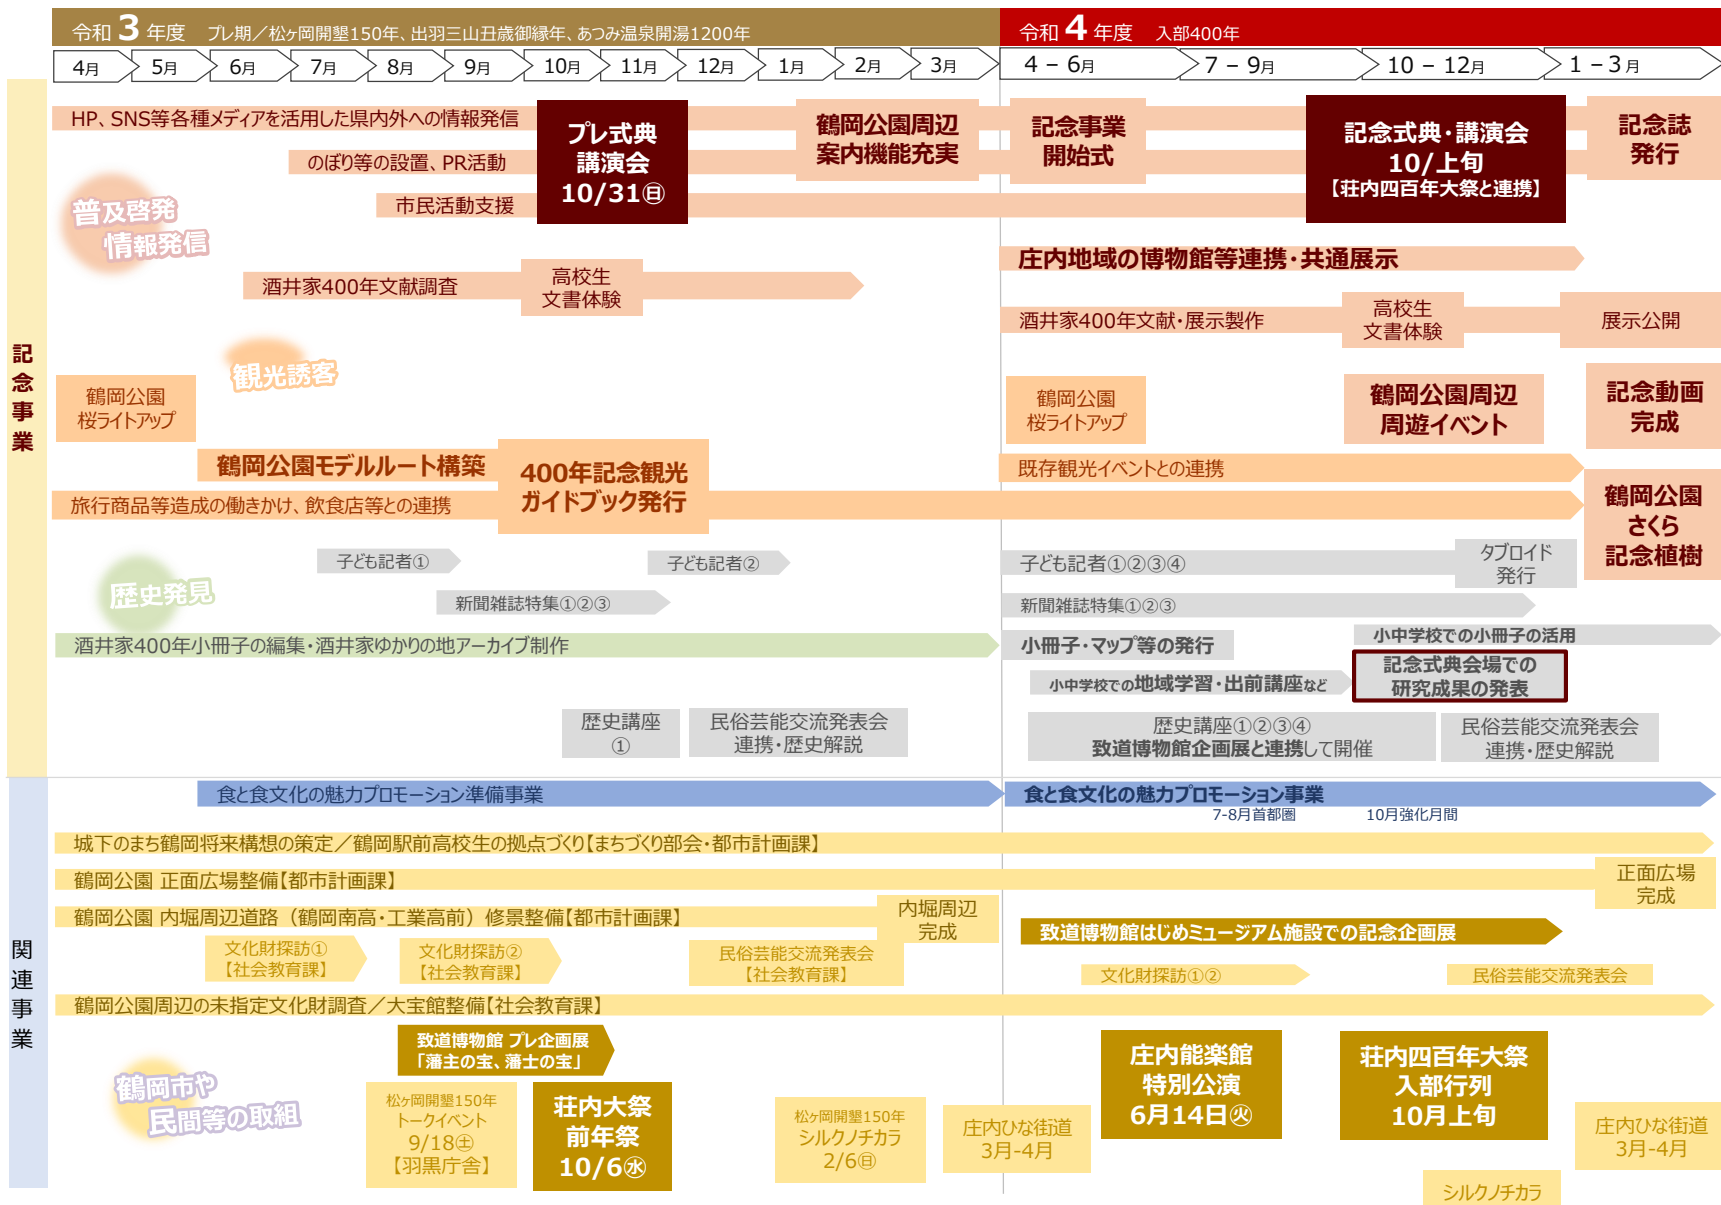 令和 3 年度 プレ期／松ヶ岡開墾150年、出羽三山丑歳御縁年、あつみ温泉開湯1200年
令和 4 年度 入部400年
4月 5月 6月 7月 8月 9月 10月 11月 12月 1月 2月 3月 4 – 6月 7 – 9月 10 – 12月 1 – 3 月
記念事業
HP、SNS等各種メディアを活用した県内外への情報発信
のぼり等の設置、PR活動
市民活動支援
プレ式典
講演会
10/31㊐
鶴岡公園周辺
案内機能充実
記念事業
開始式
記念式典・講演会
10/上旬
【荘内四百年大祭と連携】
記念誌
発行
普及啓発
情報発信
庄内地域の博物館等連携・共通展示
酒井家400年文献調査
高校生
文書体験
酒井家400年文献・展示製作
高校生
文書体験
展示公開
観光誘客
鶴岡公園
桜ライトアップ
鶴岡公園
桜ライトアップ
鶴岡公園周辺
周遊イベント
記念動画
完成
鶴岡公園モデルルート構築
400年記念観光
ガイドブック発行
既存観光イベントとの連携
旅行商品等造成の働きかけ、飲食店等との連携
鶴岡公園
さくら
記念植樹
歴史発見
子ども記者①
子ども記者②
子ども記者①②③④
タブロイド
発行
新聞雑誌特集①②③
新聞雑誌特集①②③
酒井家400年小冊子の編集・酒井家ゆかりの地アーカイブ制作
小冊子・マップ等の発行
小中学校での小冊子の活用
小中学校での地域学習・出前講座など
記念式典会場での
研究成果の発表
歴史講座
①
民俗芸能交流発表会
連携・歴史解説
歴史講座①②③④
致道博物館企画展と連携して開催
民俗芸能交流発表会
連携・歴史解説
関連事業
食と食文化の魅力プロモーション準備事業
食と食文化の魅力プロモーション事業
7-8月首都圏
10月強化月間
城下のまち鶴岡将来構想の策定／鶴岡駅前高校生の拠点づくり【まちづくり部会・都市計画課】
鶴岡公園 正面広場整備【都市計画課】
正面広場
完成
鶴岡公園 内堀周辺道路（鶴岡南高・工業高前）修景整備【都市計画課】
内堀周辺
完成
致道博物館はじめミュージアム施設での記念企画展
文化財探訪①
【社会教育課】
文化財探訪②
【社会教育課】
民俗芸能交流発表会
【社会教育課】
文化財探訪①②
民俗芸能交流発表会
鶴岡公園周辺の未指定文化財調査／大宝館整備【社会教育課】
鶴岡市や
民間等の取組
致道博物館 プレ企画展
「藩主の宝、藩士の宝」
松ヶ岡開墾150年
トークイベント
9/18㊏
【羽黒庁舎】
荘内大祭
前年祭
10/6㊌
松ヶ岡開墾150年
シルクノチカラ
2/6㊐
庄内ひな街道
3月-4月
庄内能楽館
特別公演
6月14日㊋
荘内四百年大祭
入部行列
10月上旬
庄内ひな街道
3月-4月
シルクノチカラ